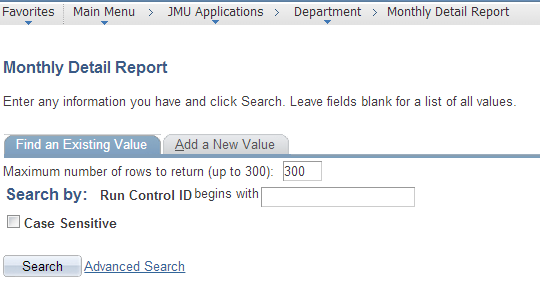 Favorites Main Menu > JMU Applications > Department > Monthly Detail Report
Monthly Detail Report
Enter any information you have and click Search. Leave fields blank for a list of all values.
Find an Existing Value Add a New Value
Maximum number of rows to return (up to 300): 300
Search by: Run Control ID begins with
Case Sensitive
Search Advanced Search